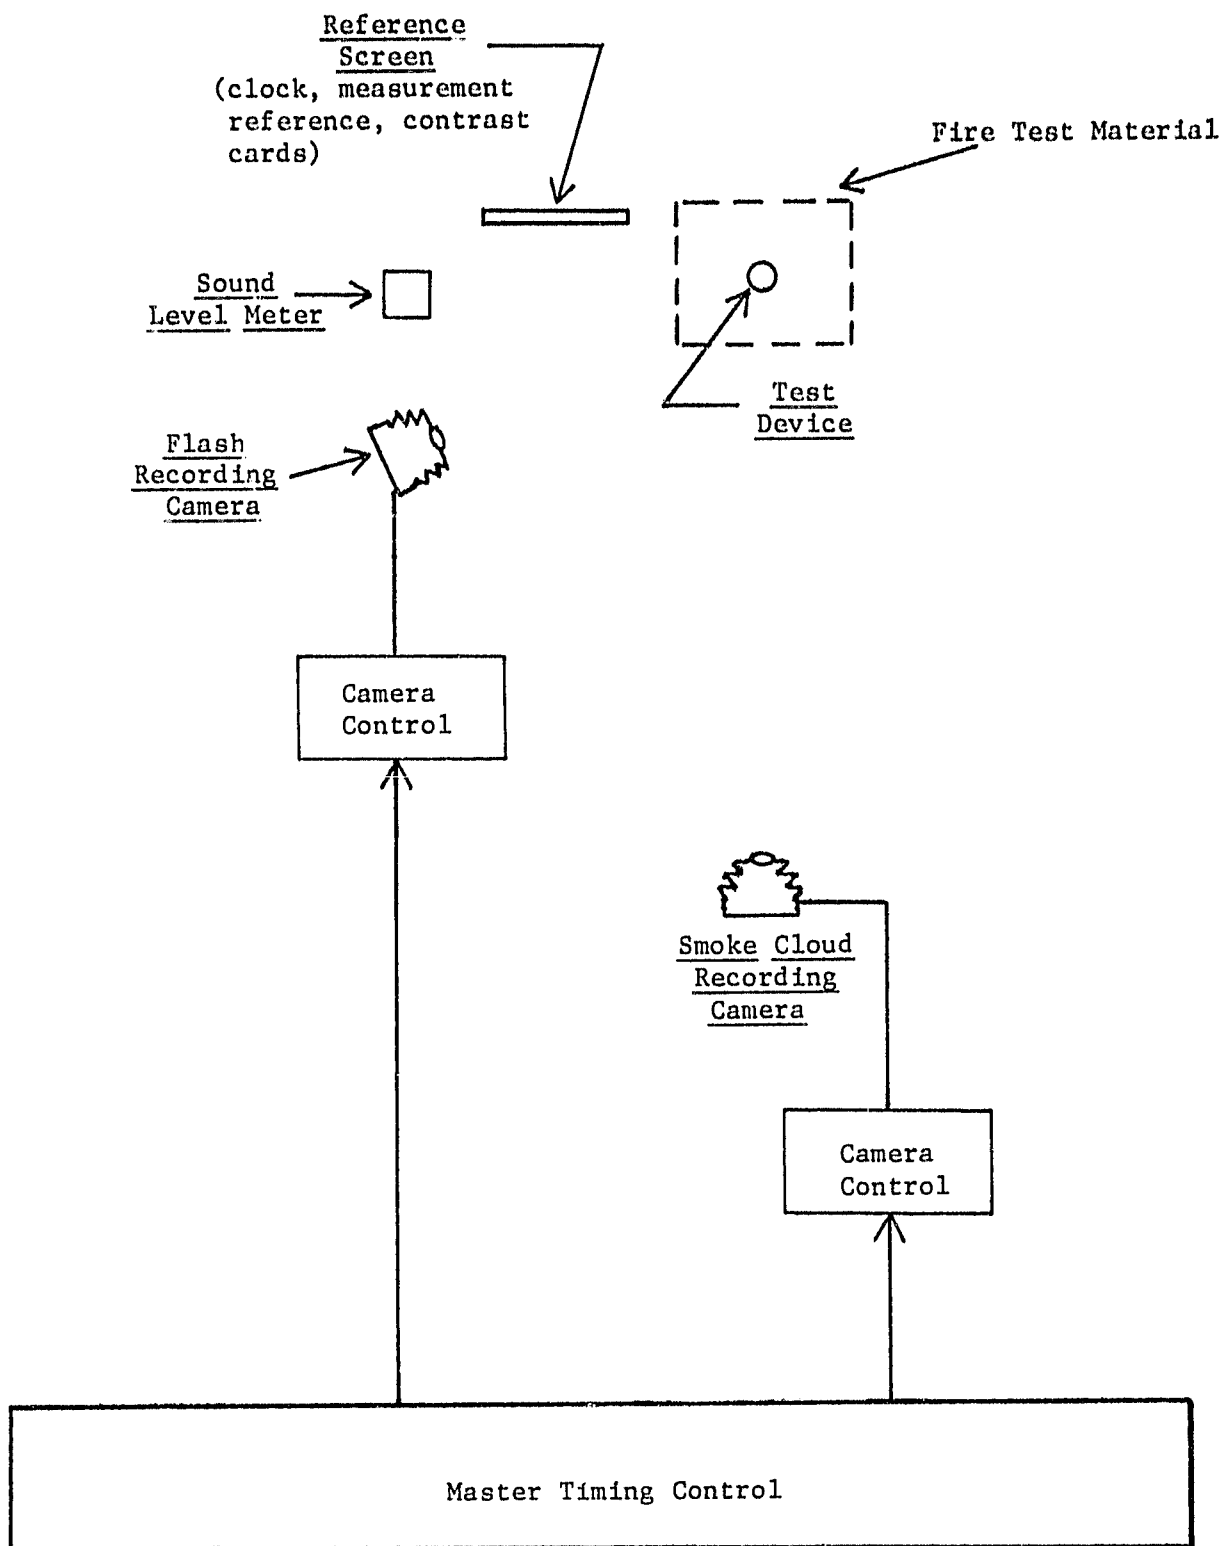 Reference
Screen
(clock, measurement
reference, contrast
cards)
Fire Test Material
Sound
Level Meter
Test
Device
Flash
Recording
Camera
Camera
Control
Smoke Cloud
Recording
Camera
Camera
Control
Master Timing Control